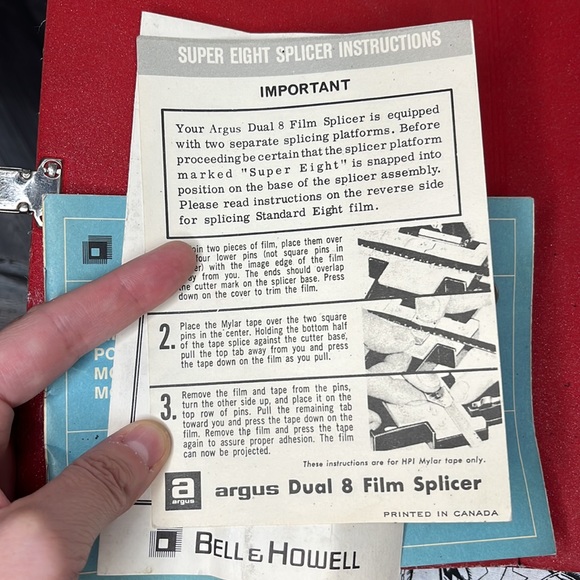 SUPER EIGHT SPLICER INSTRUCTIONS
IMPORTANT
Your Argus Dual 8 Film Splicer is equipped
with two separate splicing platforms. Before
proceeding be certain that the splicer platform
marked "Super Eight" is snapped into
position on the base of the splicer assembly.
Please read instructions on the reverse side
for splicing Standard Eight film.
two pieces of film, place them over
four lower pins (not square pins in
with the image edge of the film
from you. The ends should overlap
cutter mark on the splicer base. Press
down on the cover to trim the film.
2.
Place the Mylar tape over the two square
pins in the center. Holding the bottom half
of the tape splice against the cutter base,
pull the top tab away from you and press
the tape down on the film as you pull.
3.
Remove the film and tape from the pins,
turn the other side up, and place it on the
top row of pins. Pull the remaining tab
toward you and press the tape down on the
film. Remove the film and press the tape
again to assure proper adhesion. The film
can now be projected.
These instructions are for HPI Mylar tape only.
a
argus
argus Dual 8 Film Splicer
PRINTED IN CANADA
BELL & HOWELL
PO
MO
MO